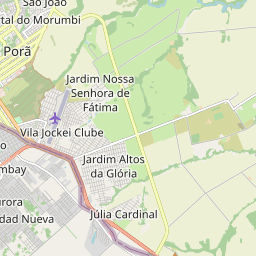 São João
tal do Morumbi
Porã
Jardim Nossa
Senhora de
Fátima
Vila Jockei Clube
o
Jardim Altos
da Glória
mbay
urora
Júlia Cardinal
dad Nueva